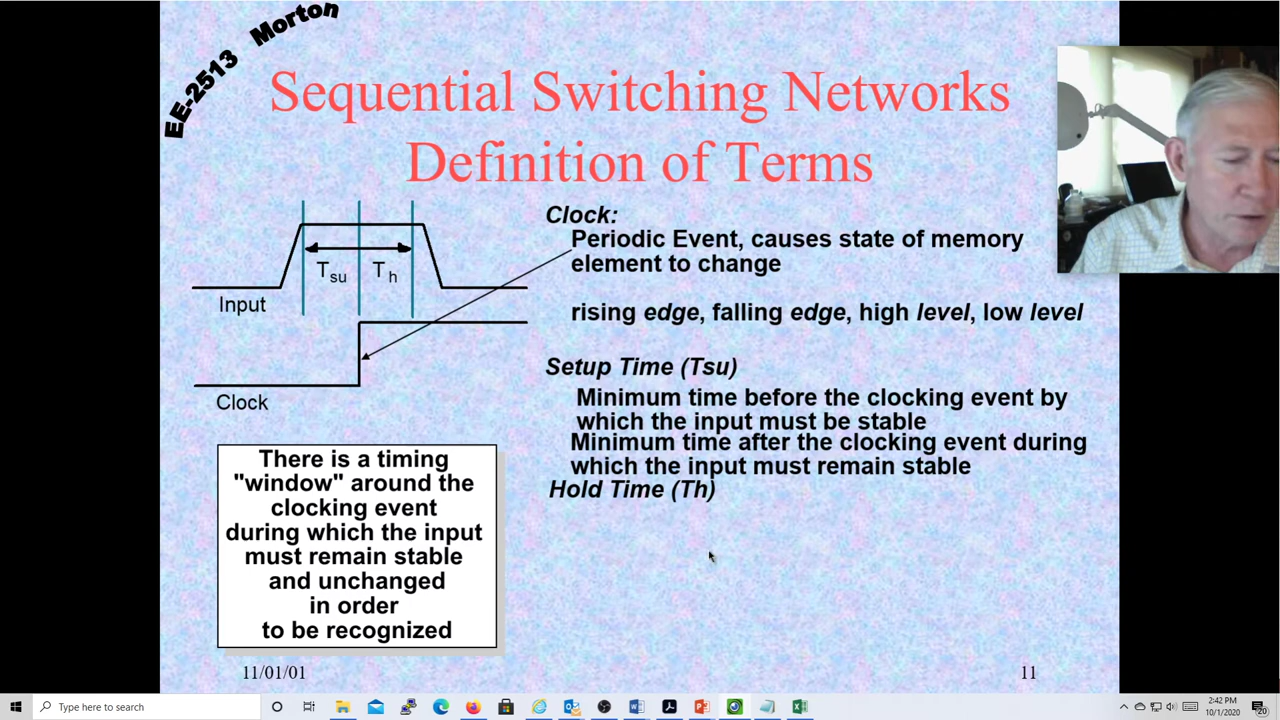 EE-2513 Morton
Sequential Switching Networks
Definition of Terms
T su
T h
Input
Clock
Clock:
Periodic Event, causes state of memory
element to change
rising edge, falling edge, high level, low level
Setup Time (Tsu)
Minimum time before the clocking event by
which the input must be stable
Minimum time after the clocking event during
which the input must remain stable
Hold Time (Th)
There is a timing
"window" around the
clocking event
during which the input
must remain stable
and unchanged
in order
to be recognized
11/01/01
11
Type here to search
2:42 PM
10/1/2020
20